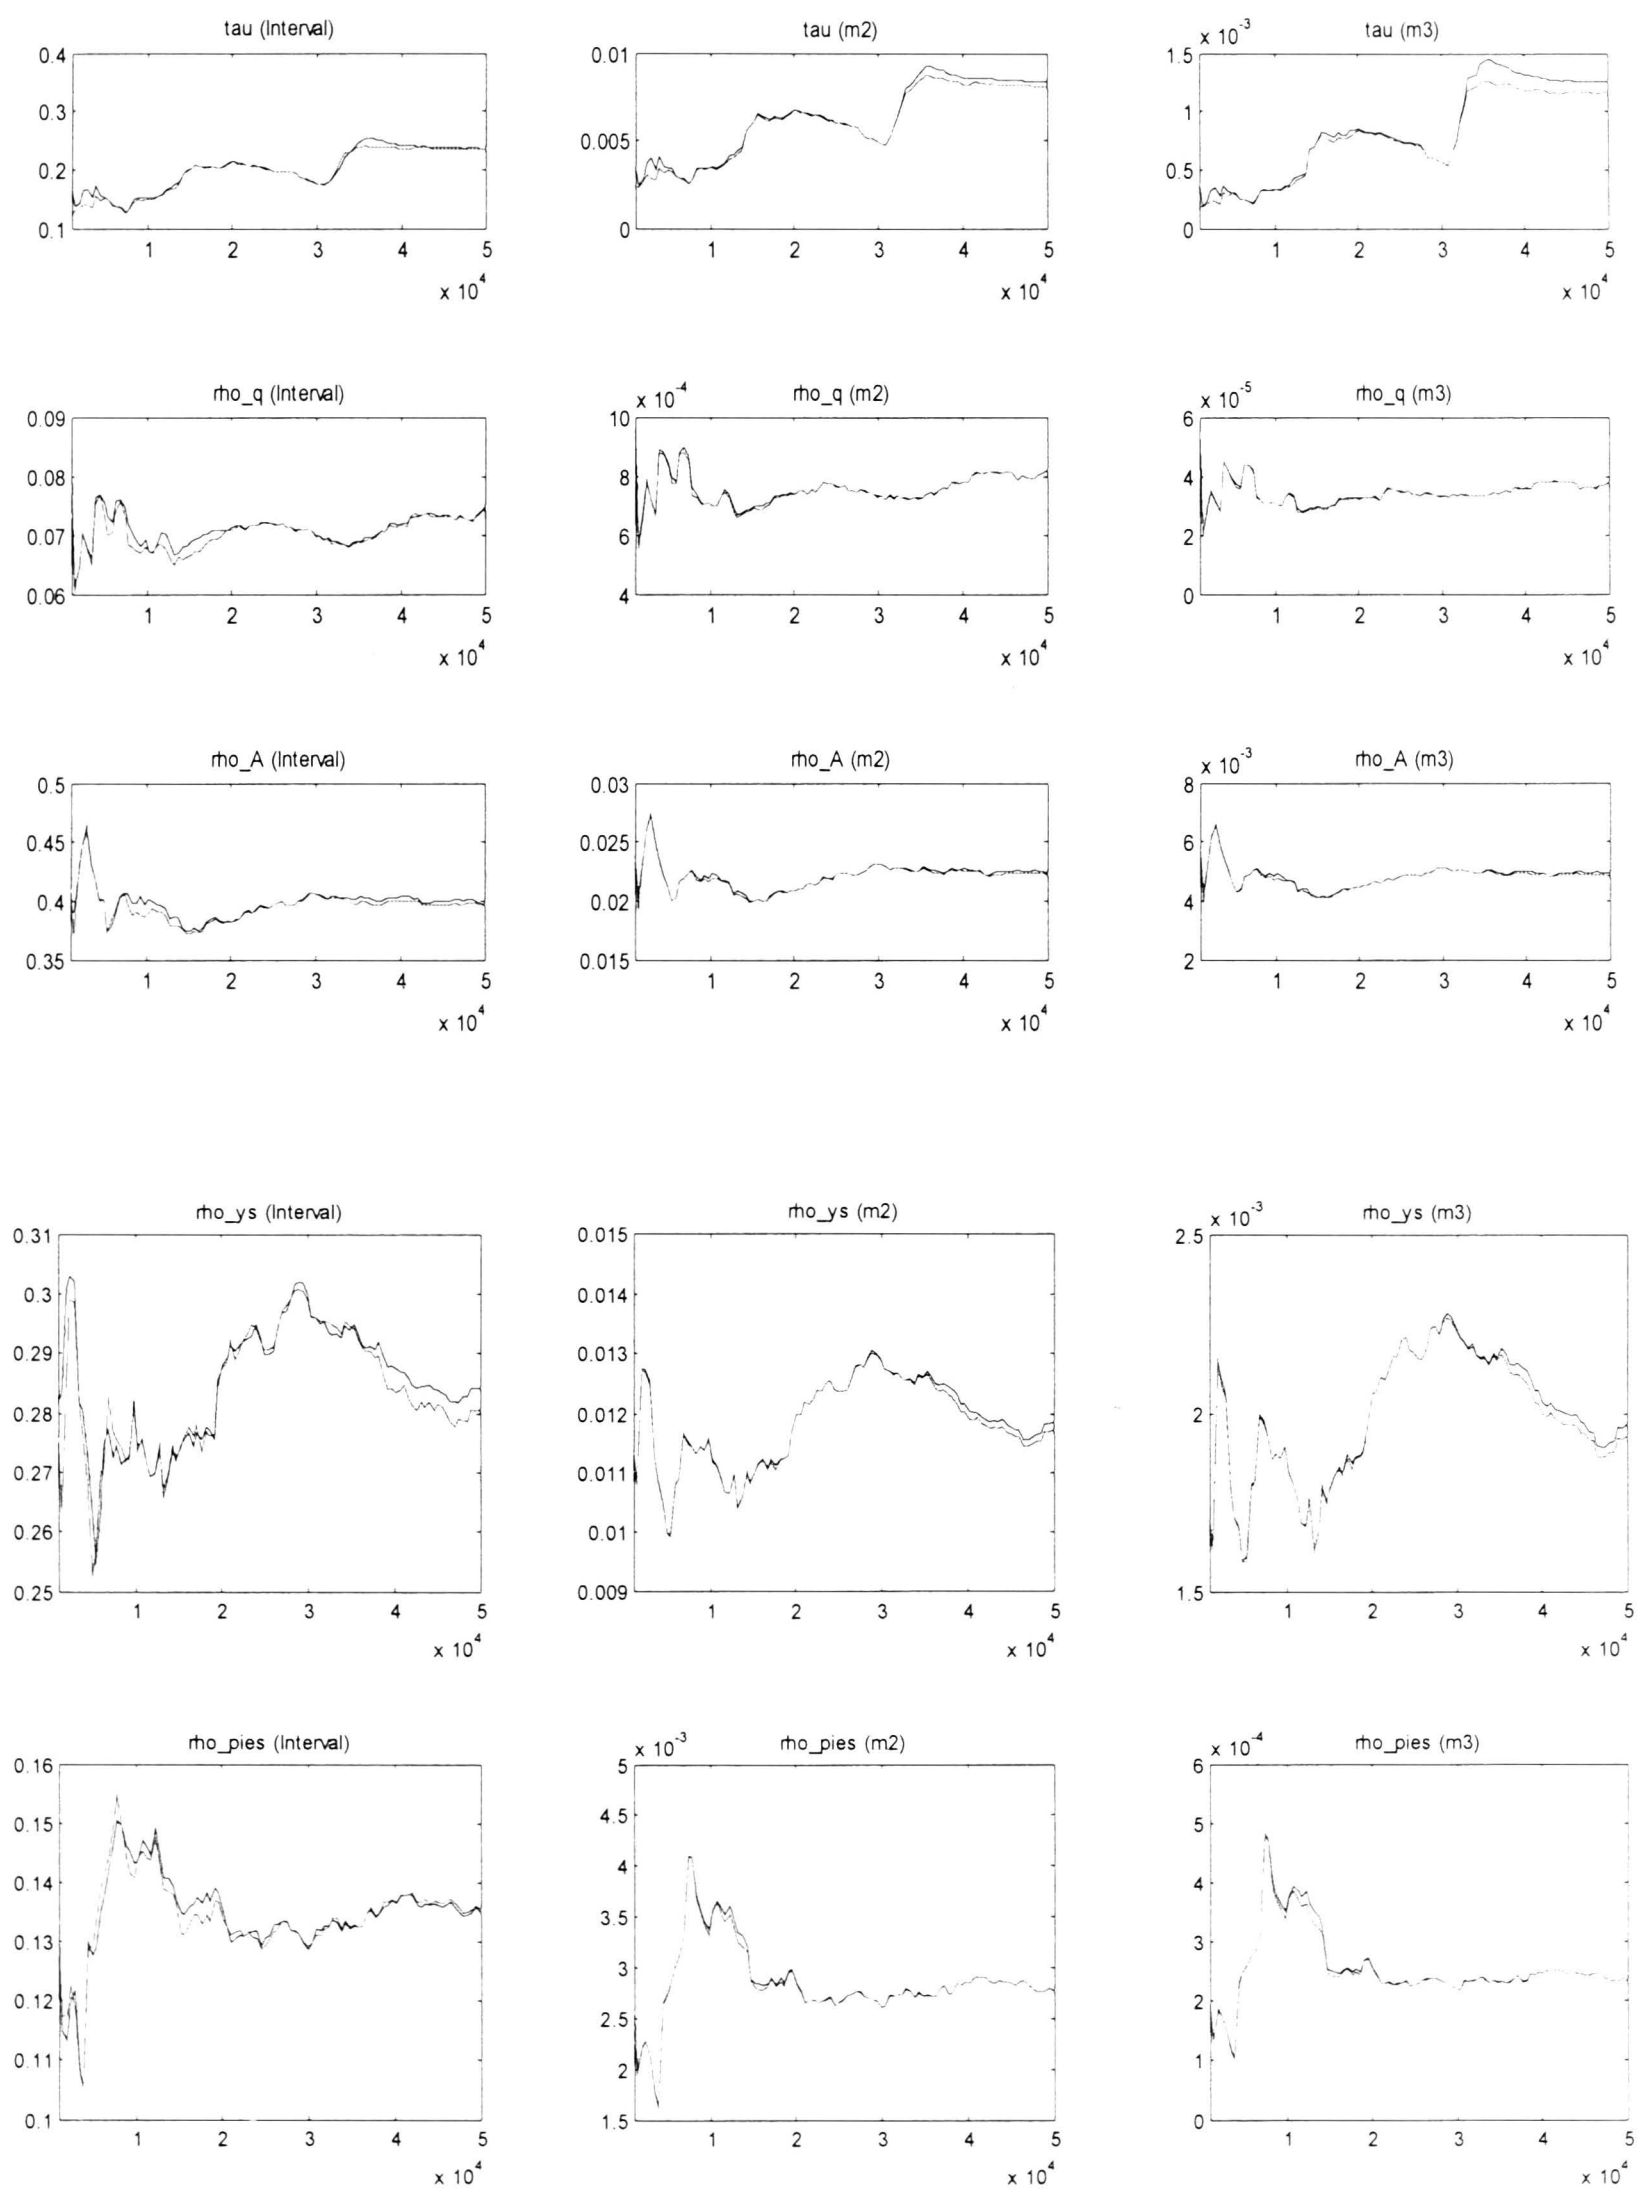 tau (Interval)
0.4
0.3
0.2
0.1
1 2 3 4 5
x 10^4
tau (m2)
0.01
0.005
0
1 2 3 4 5
x 10^4
tau (m3)
x 10^-3
1.5
1
0.5
0
1 2 3 4 5
x 10^4
rho_q (Interval)
0.09
0.08
0.07
0.06
1 2 3 4 5
x 10^4
rho_q (m2)
x 10^-4
10
8
6
4
1 2 3 4 5
x 10^4
rho_q (m3)
x 10^-5
6
4
2
0
1 2 3 4 5
x 10^4
rho_A (Interval)
0.5
0.45
0.4
0.35
1 2 3 4 5
x 10^4
rho_A (m2)
0.03
0.025
0.02
0.015
1 2 3 4 5
x 10^4
rho_A (m3)
x 10^-3
8
6
4
2
1 2 3 4 5
x 10^4
rho_ys (Interval)
0.31
0.3
0.29
0.28
0.27
0.26
0.25
1 2 3 4 5
x 10^4
rho_ys (m2)
0.015
0.014
0.013
0.012
0.011
0.01
0.009
1 2 3 4 5
x 10^4
rho_ys (m3)
x 10^-3
2.5
2
1.5
1 2 3 4 5
x 10^4
rho_pies (Interval)
0.16
0.15
0.14
0.13
0.12
0.11
0.1
1 2 3 4 5
x 10^4
rho_pies (m2)
x 10^-3
5
4.5
4
3.5
3
2.5
2
1.5
1 2 3 4 5
x 10^4
rho_pies (m3)
x 10^-4
6
5
4
3
2
1
0
1 2 3 4 5
x 10^4